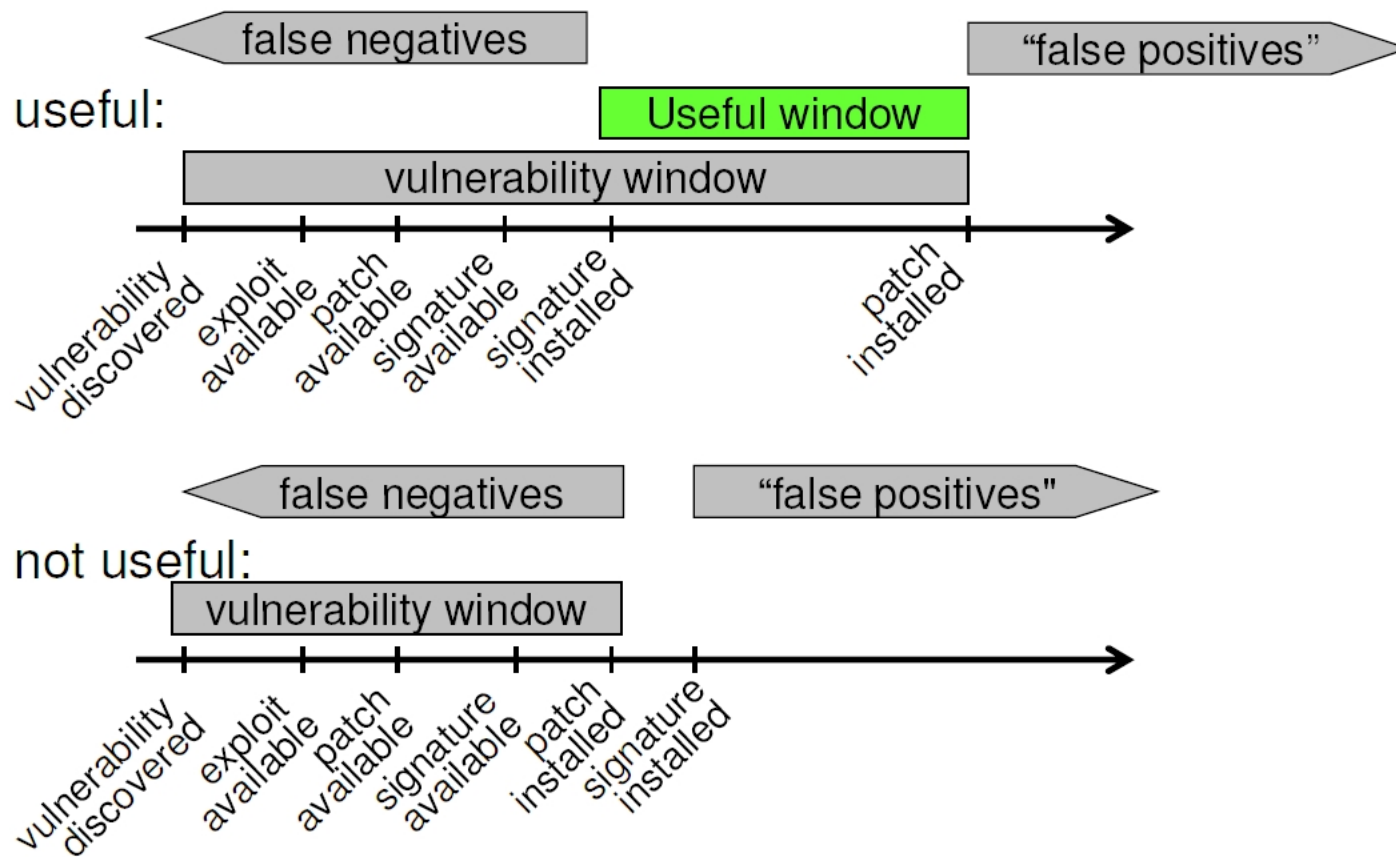 false negatives
“false positives”
useful:
Useful window
vulnerability window
vulnerability
discovered
exploit
available
patch
available
signature
available
signature
installed
patch
installed
false negatives
“false positives"
not useful:
vulnerability window
vulnerability
discovered
exploit
available
patch
available
signature
available
patch
installed
signature
installed